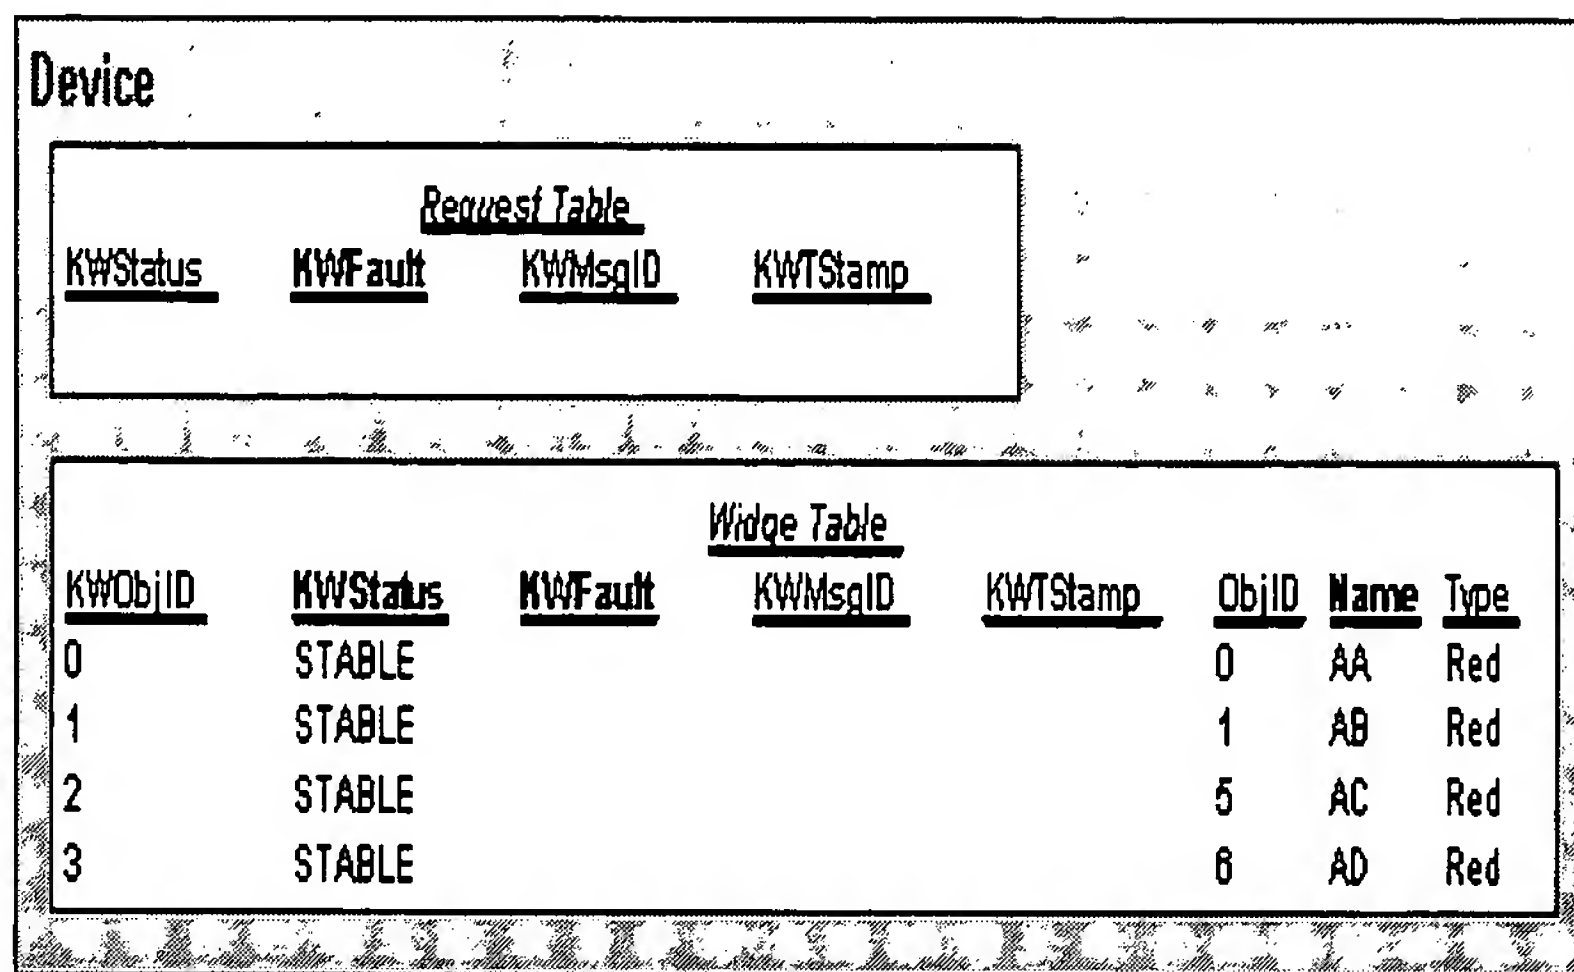 Device
Request Table
KWStatus KWFault KWMsgID KWTStamp
Widge Table
KWObjID KWStatus KWFault KWMsgID KWTStamp ObjID Name Type
0 STABLE 0 AA Red
1 STABLE 1 AB Red
2 STABLE 5 AC Red
3 STABLE 6 AD Red